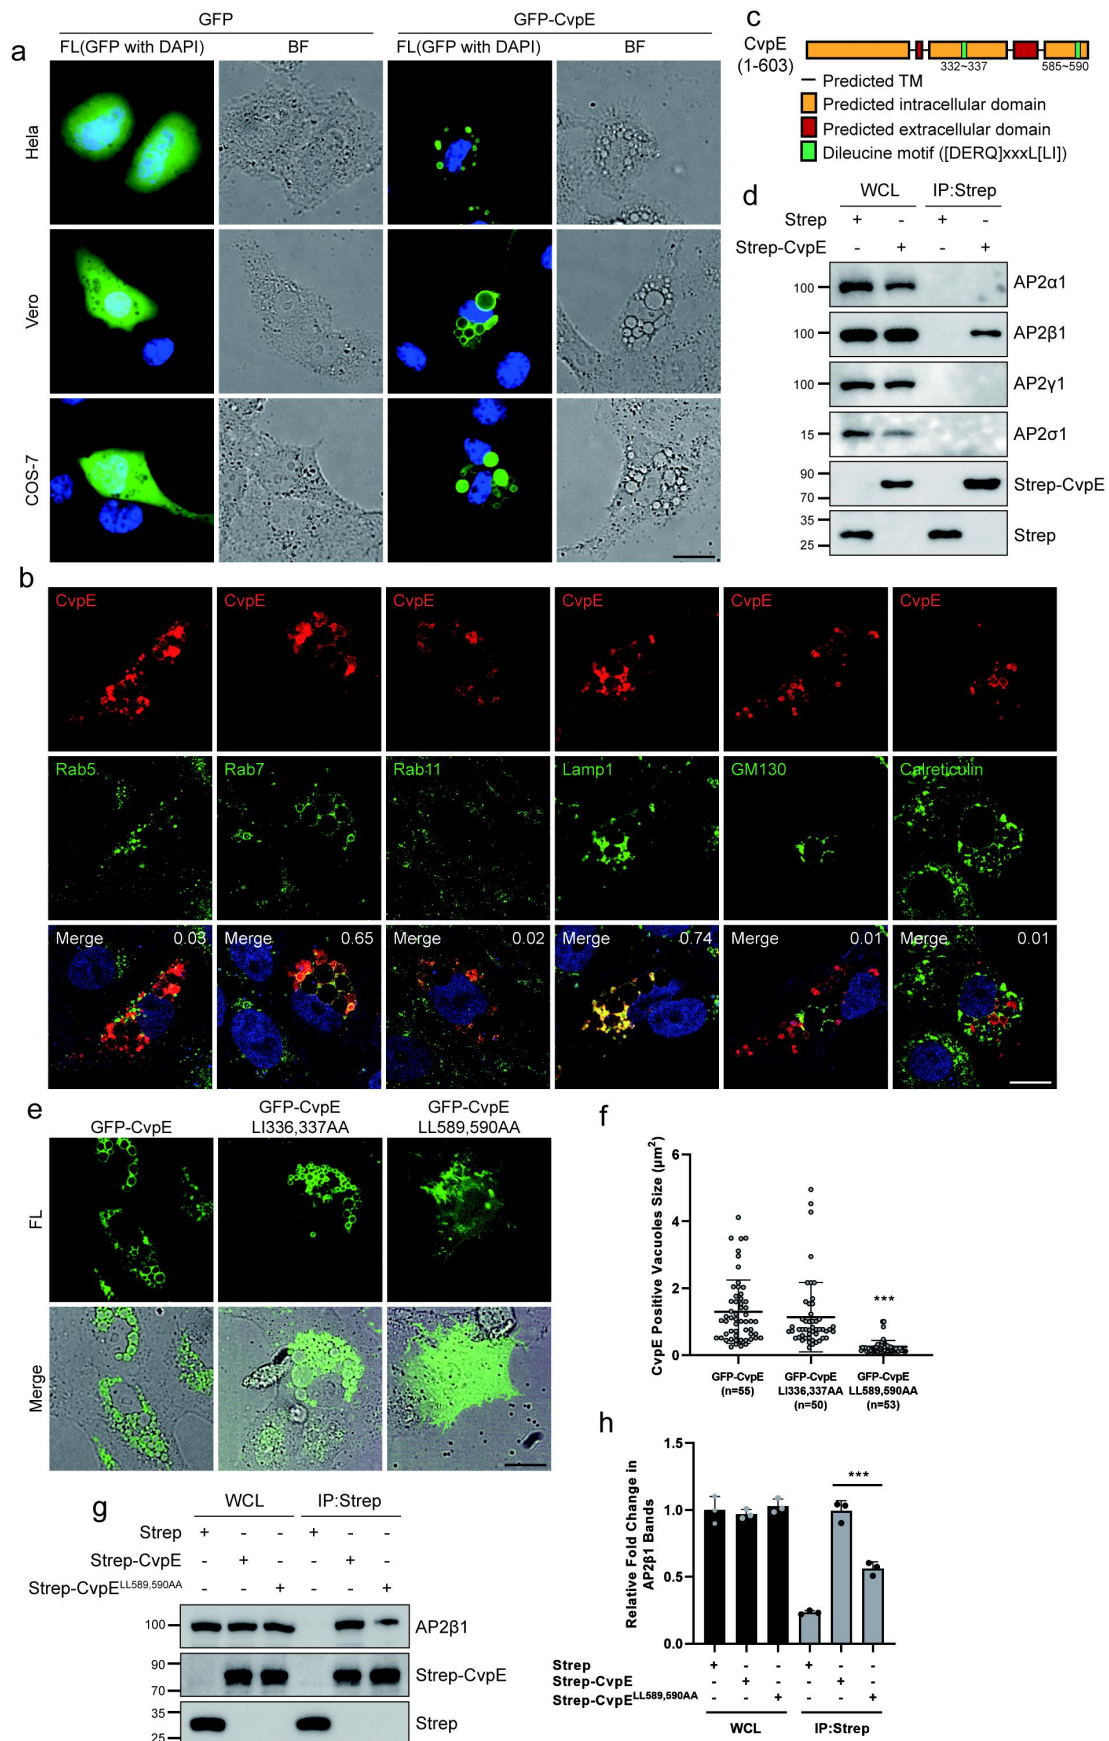 GFP
GFP-CvpE
a
FL(GFP with DAPI)
BF
FL(GFP with DAPI)
BF
Hela
Vero
COS-7
b
CvpE
CvpE
CvpE
CvpE
CvpE
CvpE
Rab5
Rab7
Rab11
Lamp1
GM130
Calreticulin
Merge 0.03
Merge 0.65
Merge 0.02
Merge 0.74
Merge 0.01
Merge 0.01
c
CvpE
(1-603)
332~337
585~590
Predicted TM
Predicted intracellular domain
Predicted extracellular domain
Dileucine motif ([DERQ]xxxL[LI])
d
WCL
IP:Strep
Strep + - + -
Strep-CvpE - + - +
100 AP2α1
100 AP2β1
100 AP2γ1
15 AP2σ1
90
70
Strep-CvpE
35
25
Strep
e
GFP-CvpE
GFP-CvpE
LI336,337AA
GFP-CvpE
LL589,590AA
FL
Merge
f
CvpE Positive Vacuoles Size (μm²)
6
4
2
0
***
GFP-CvpE
(n=55)
GFP-CvpE
LI336,337AA
(n=50)
GFP-CvpE
LL589,590AA
(n=53)
g
WCL
IP:Strep
Strep + - - + - -
Strep-CvpE - + - - + -
Strep-CvpE^LL589,590AA - - + - - +
100 AP2β1
90
70
Strep-CvpE
35
25
Strep
h
Relative Fold Change in
AP2β1 Bands
1.5
1.0
0.5
0.0
***
Strep + - - + - -
Strep-CvpE - + - - + -
Strep-CvpE^LL589,590AA - - + - - +
WCL
IP:Strep